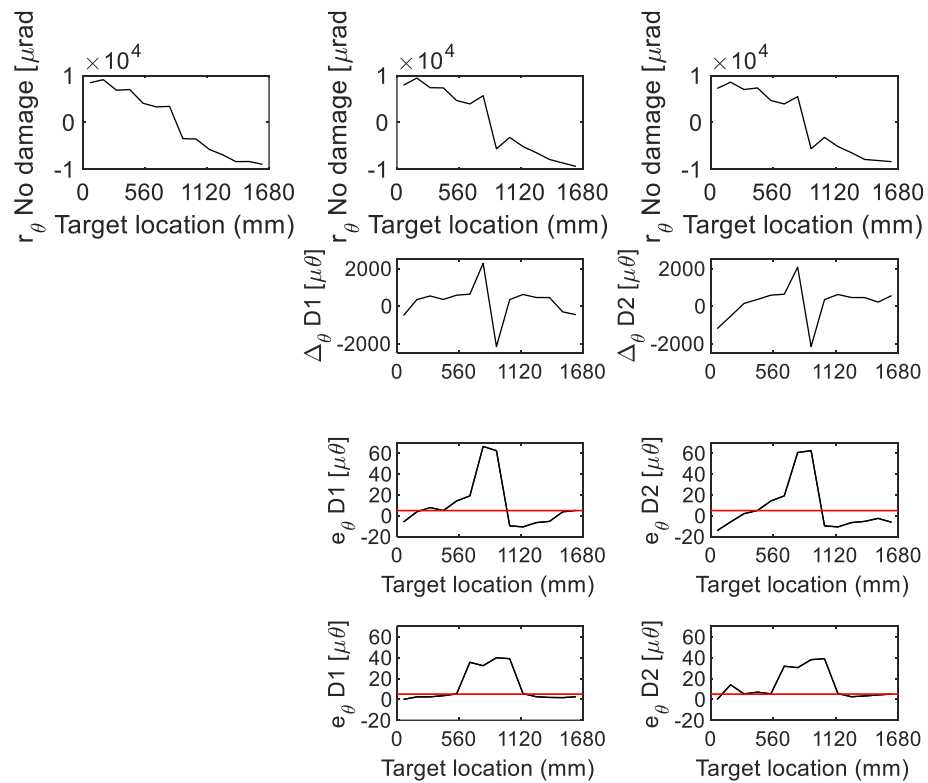 r_θ No damage [μrad
×10⁴
1
0
-1
0 560 1120 1680
Target location (mm)
r_θ No damage [μrad
×10⁴
1
0
-1
0 560 1120 1680
Target location (mm)
r_θ No damage [μrad
×10⁴
1
0
-1
0 560 1120 1680
Target location (mm)
Δ_θ D1 [μθ]
2000
0
-2000
0 560 1120 1680
Δ_θ D2 [μθ]
2000
0
-2000
0 560 1120 1680
e_θ D1 [μθ]
60
40
20
0
-20
0 560 1120 1680
Target location (mm)
e_θ D2 [μθ]
60
40
20
0
-20
0 560 1120 1680
Target location (mm)
e_θ D1 [μθ]
60
40
20
0
-20
0 560 1120 1680
Target location (mm)
e_θ D2 [μθ]
60
40
20
0
-20
0 560 1120 1680
Target location (mm)